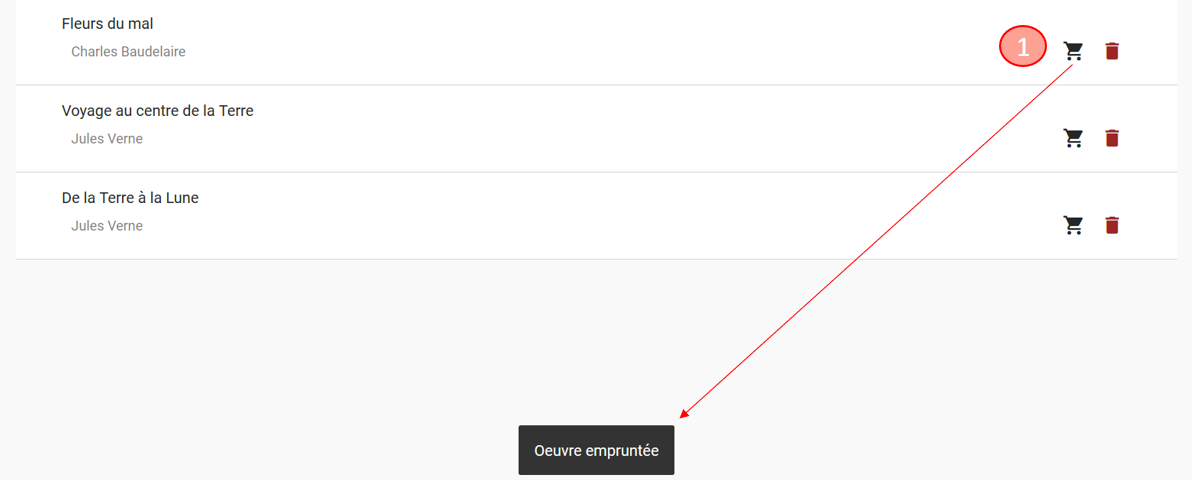 Fleurs du mal
Charles Baudelaire
1
Voyage au centre de la Terre
Jules Verne
De la Terre à la Lune
Jules Verne
Oeuvre empruntée